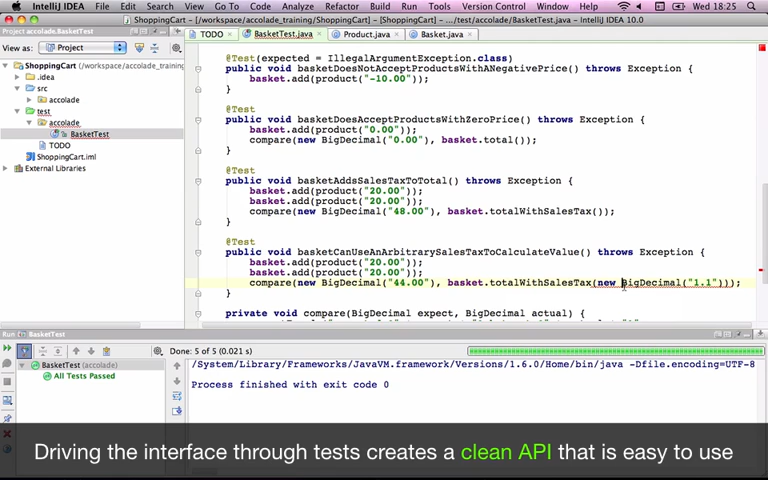 IntelliJ IDEA File Edit Search View Go To Code Analyze Refactor Build Run Tools Version Control Window Help Wed 18:25
ShoppingCart - [/workspace/accolade_training/ShoppingCart] - [ShoppingCart] - .../test/accolade/BasketTest.java - IntelliJ IDEA 10.0
Project accolade.BasketTest
View as: Project
TODO BasketTest.java Product.java Basket.java
ShoppingCart (/workspace/accolade_training
.idea
src
accolade
test
accolade
BasketTest
TODO
ShoppingCart.iml
External Libraries
@Test(expected = IllegalArgumentException.class)
public void basketDoesNotAcceptProductsWithANegativePrice() throws Exception {
basket.add(product("-10.00"));
}
@Test
public void basketDoesAcceptProductsWithZeroPrice() throws Exception {
basket.add(product("0.00"));
compare(new BigDecimal("0.00"), basket.total());
}
@Test
public void basketAddsSalesTaxToTotal() throws Exception {
basket.add(product("20.00"));
basket.add(product("20.00"));
compare(new BigDecimal("48.00"), basket.totalWithSalesTax());
}
@Test
public void basketCanUseAnArbitrarySalesTaxToCalculateValue() throws Exception {
basket.add(product("20.00"));
basket.add(product("20.00"));
compare(new BigDecimal("44.00"), basket.totalWithSalesTax(new BigDecimal("1.1")));
}
private void compare(BigDecimal expect, BigDecimal actual) {
Run BasketTest
Done: 5 of 5 (0.021 s)
BasketTest (accolade)
All Tests Passed
/System/Library/Frameworks/JavaVM.framework/Versions/1.6.0/Home/bin/java -Dfile.encoding=UTF-8
Process finished with exit code 0
Driving the interface through tests creates a clean API that is easy to use